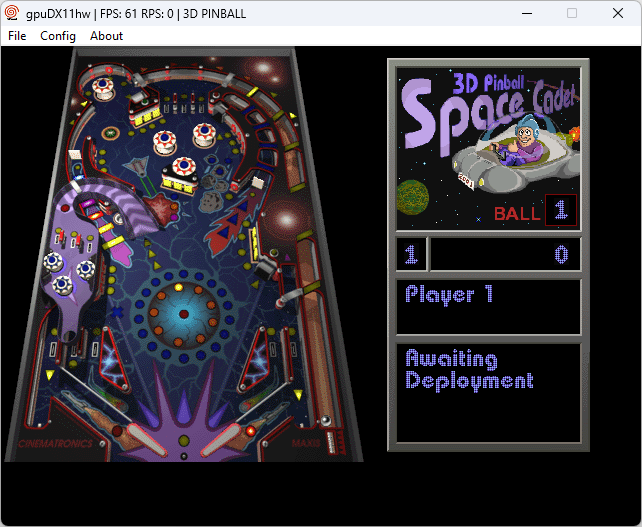 gpuDX11hw | FPS: 61 RPS: 0 | 3D PINBALL
File Config About
3D Pinball
Space Cadet
BALL 1
1 0
Player 1
Awaiting
Deployment
CINEMATRONICS MAXIS